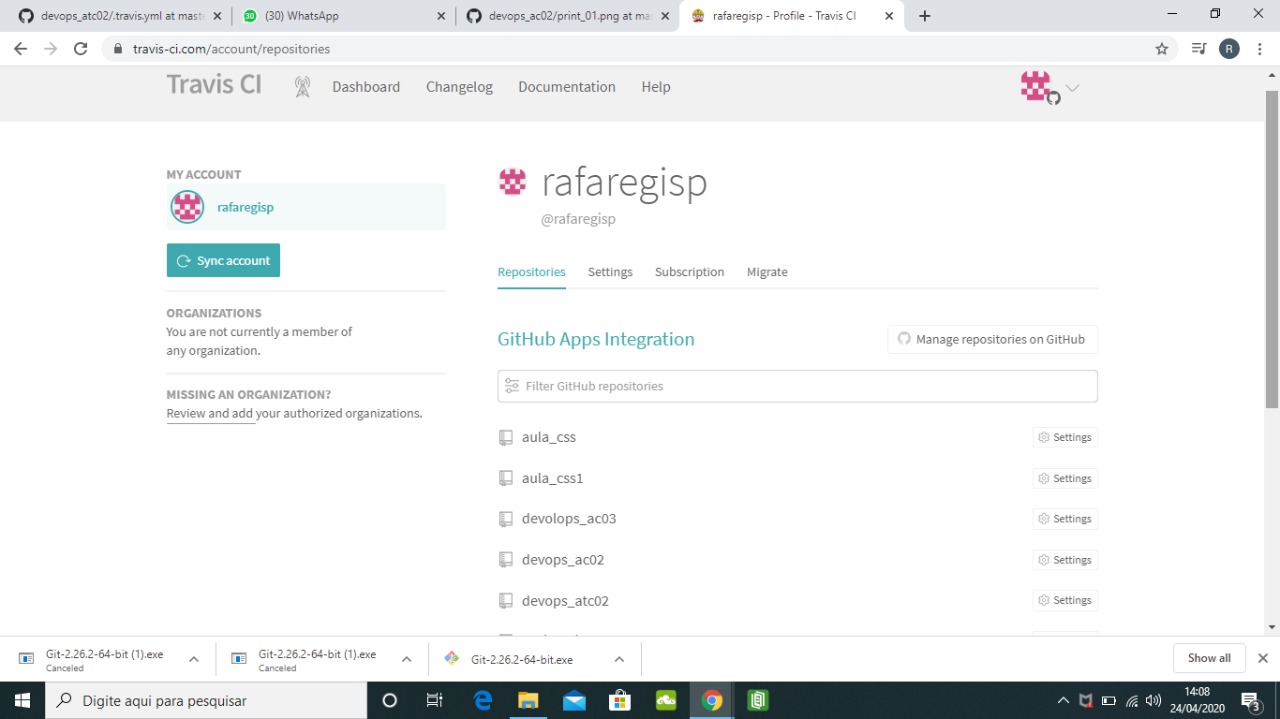 devops_ac02/.travis.yml at maste
(30) WhatsApp
devops_ac02/print_01.png at mas
rafaregisp - Profile - Travis CI
travis-ci.com/account/repositories
R
Travis CI
Dashboard
Changelog
Documentation
Help
MY ACCOUNT
rafaregisp
Sync account
ORGANIZATIONS
You are not currently a member of
any organization.
MISSING AN ORGANIZATION?
Review and add your authorized organizations.
rafaregisp
@rafaregisp
Repositories
Settings
Subscription
Migrate
GitHub Apps Integration
Manage repositories on GitHub
Filter GitHub repositories
aula_css
Settings
aula_css1
Settings
devolops_ac03
Settings
devops_ac02
Settings
devops_atc02
Settings
Git-2.26.2-64-bit (1).exe
Canceled
Git-2.26.2-64-bit (1).exe
Canceled
Git-2.26.2-64-bit.exe
Show all
Digite aqui para pesquisar
14:08
24/04/2020
3